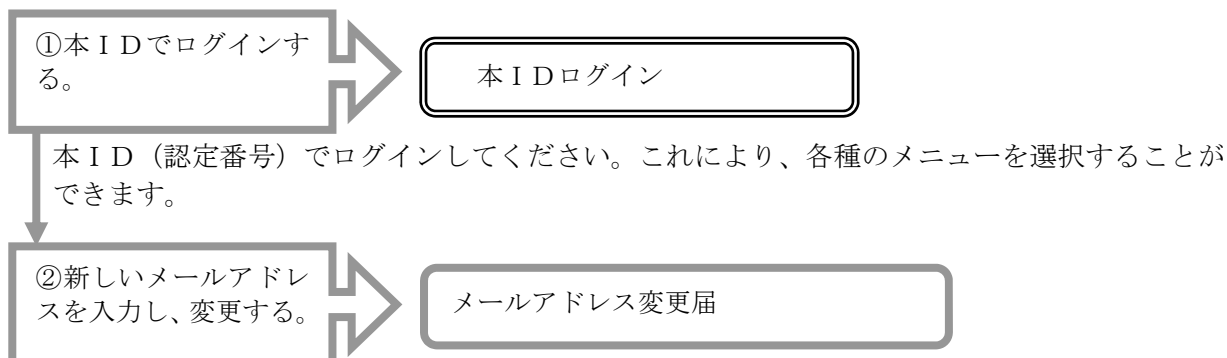 ①本ＩＤでログインす
る。
本ＩＤログイン
本ＩＤ（認定番号）でログインしてください。これにより、各種のメニューを選択することが
できます。
②新しいメールアドレ
スを入力し、変更する。
メールアドレス変更届